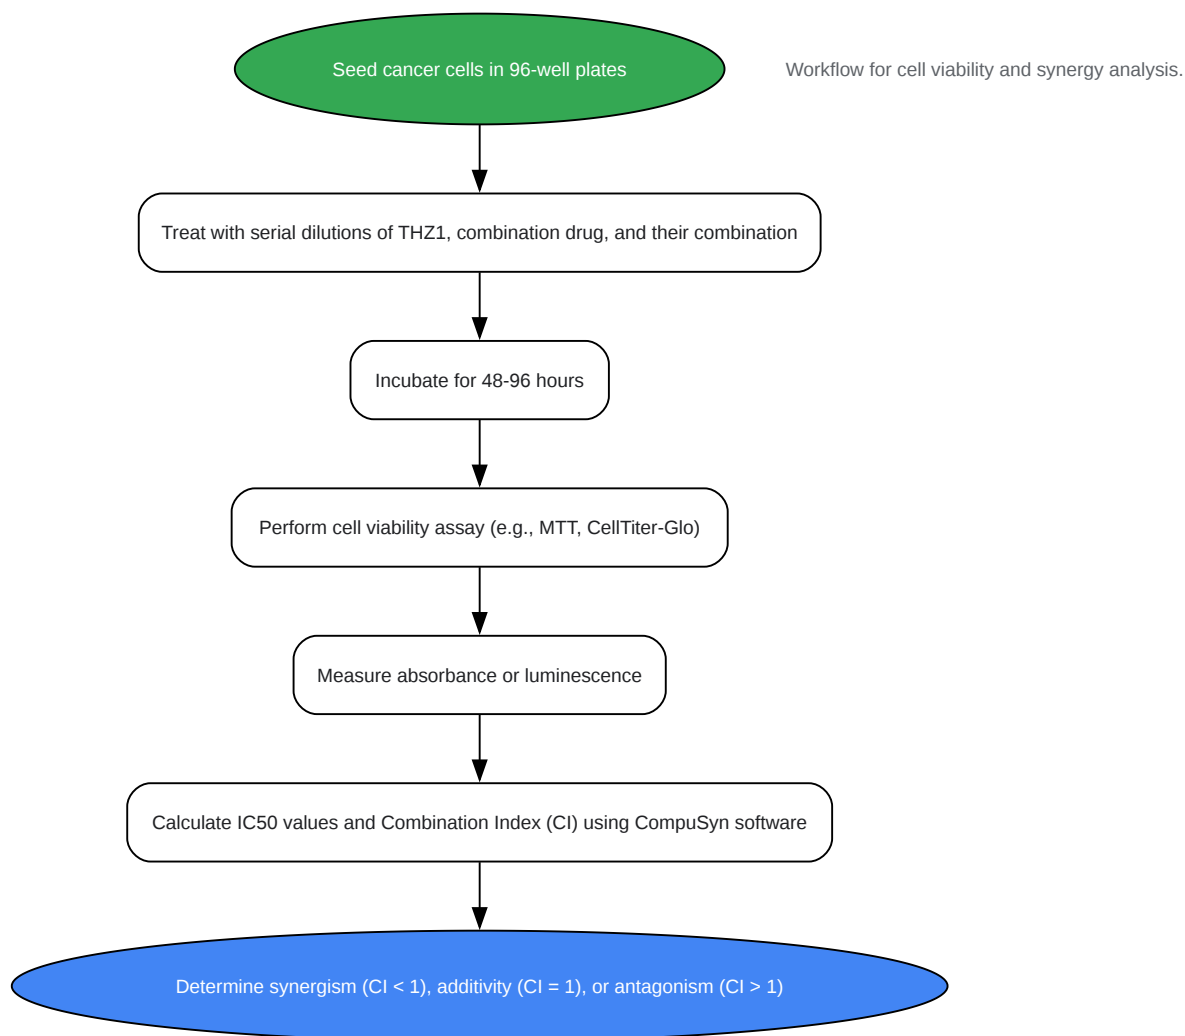 Seed cancer cells in 96-well plates
Workflow for cell viability and synergy analysis.
Treat with serial dilutions of THZ1, combination drug, and their combination
Incubate for 48-96 hours
Perform cell viability assay (e.g., MTT, CellTiter-Glo)
Measure absorbance or luminescence
Calculate IC50 values and Combination Index (CI) using CompuSyn software
Determine synergism (CI < 1), additivity (CI = 1), or antagonism (CI > 1)